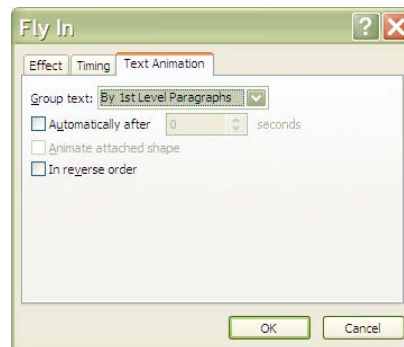 Fly In
Effect Timing Text Animation
Group text: By 1st Level Paragraphs
Automatically after 0 seconds
Animate attached shape
In reverse order
OK Cancel